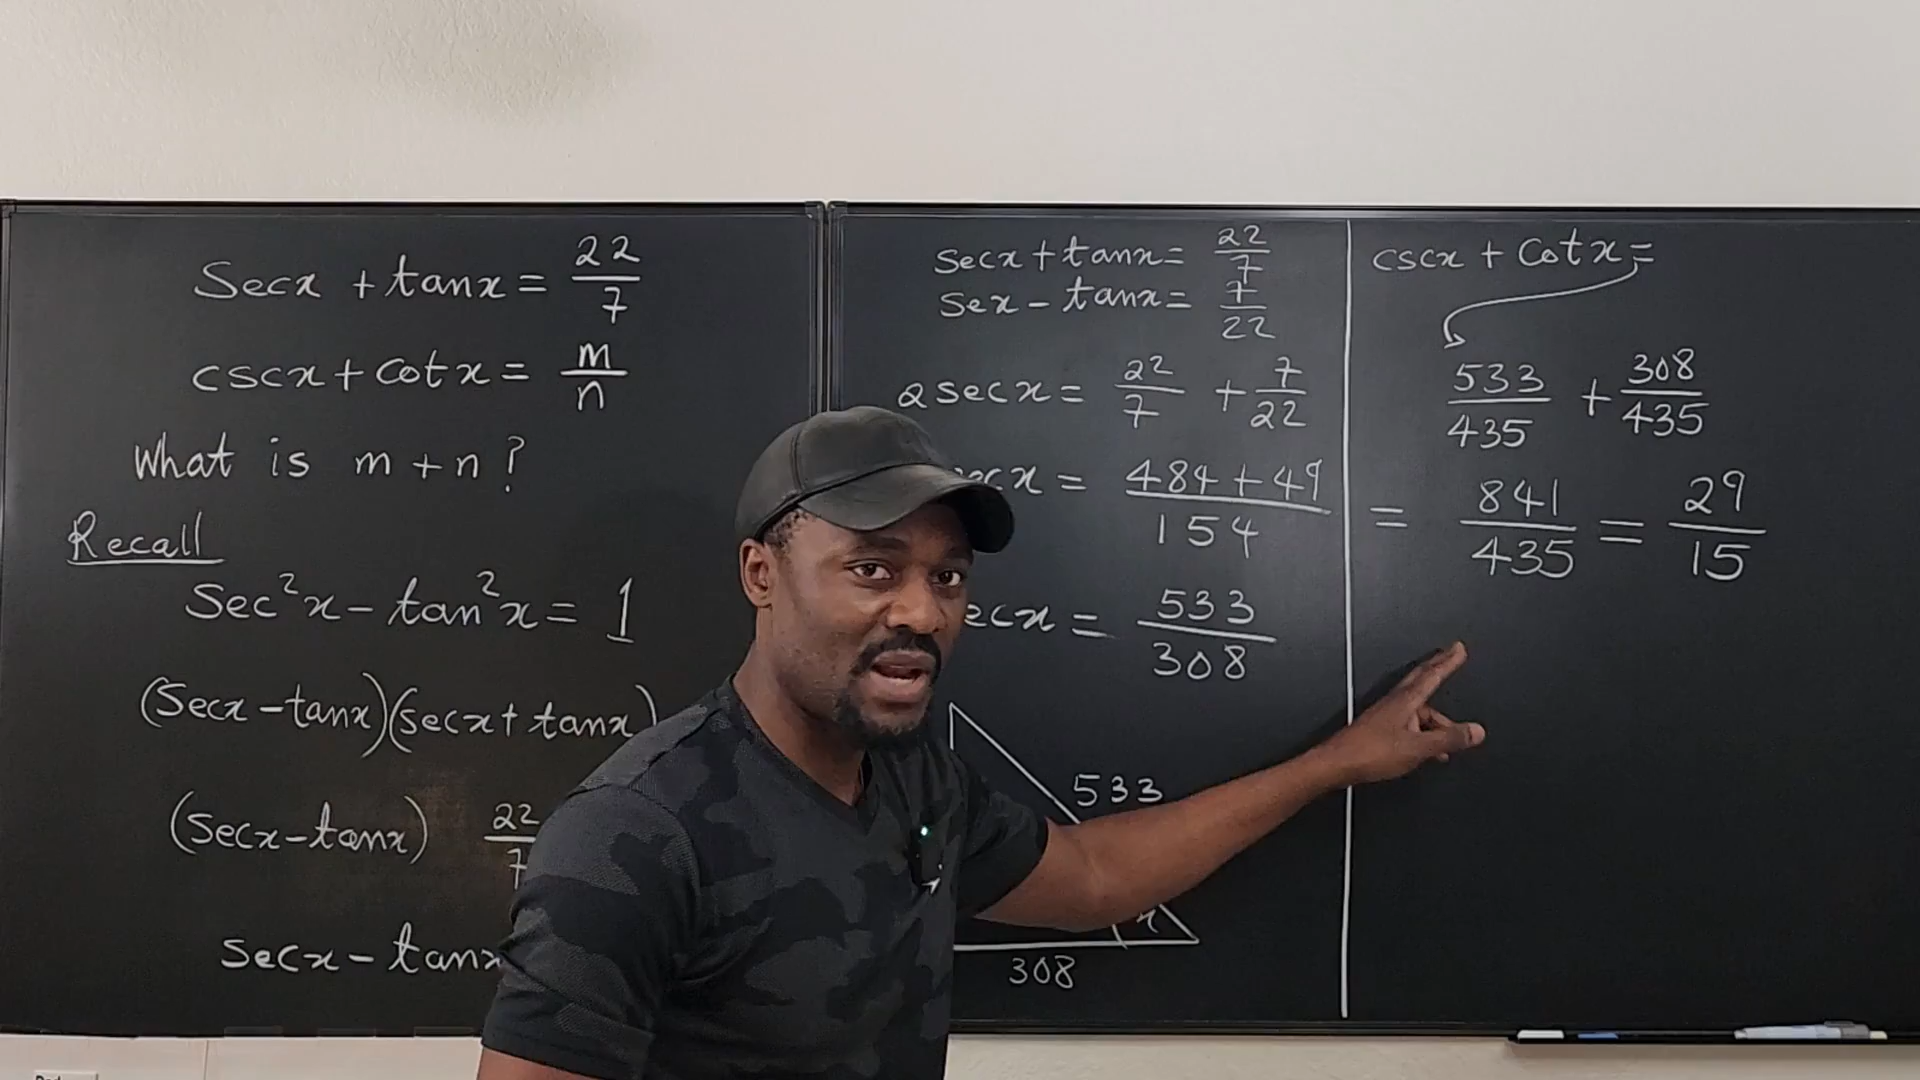 secx + tanx = 22/7
cscx + cotx = m/n
What is m + n?
Recall
sec²x - tan²x = 1
(secx - tanx)(secx + tanx)
(secx - tanx) 22/7
secx - tanx
secx + tanx = 22/7
sex - tanx = 7/22
2secx = 22/7 + 7/22
x = 484 + 49/154
ecx = 533/308
533
x
308
cscx + cotx =
533/435 + 308/435
= 841/435 = 29/15